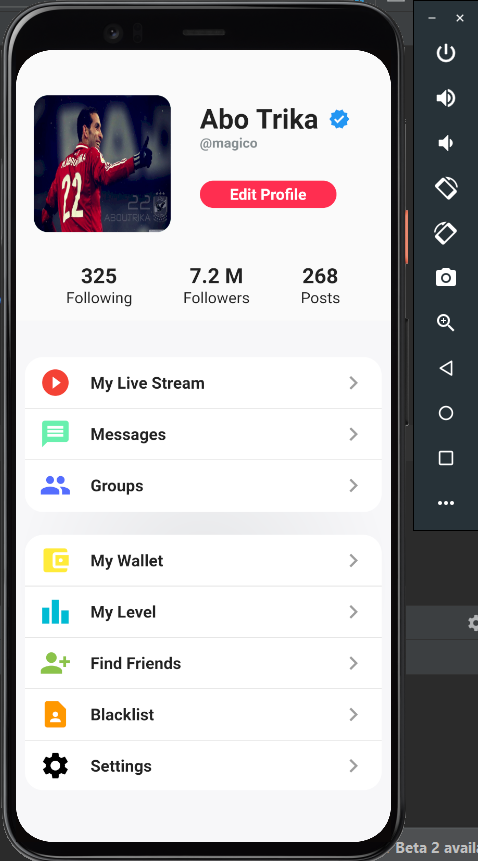 Abo Trika
@magico
Edit Profile
22
22
ABOUTRIKA
325
7.2 M
268
Following
Followers
Posts
My Live Stream
Messages
Groups
My Wallet
My Level
Find Friends
Blacklist
Settings
Beta 2 availa